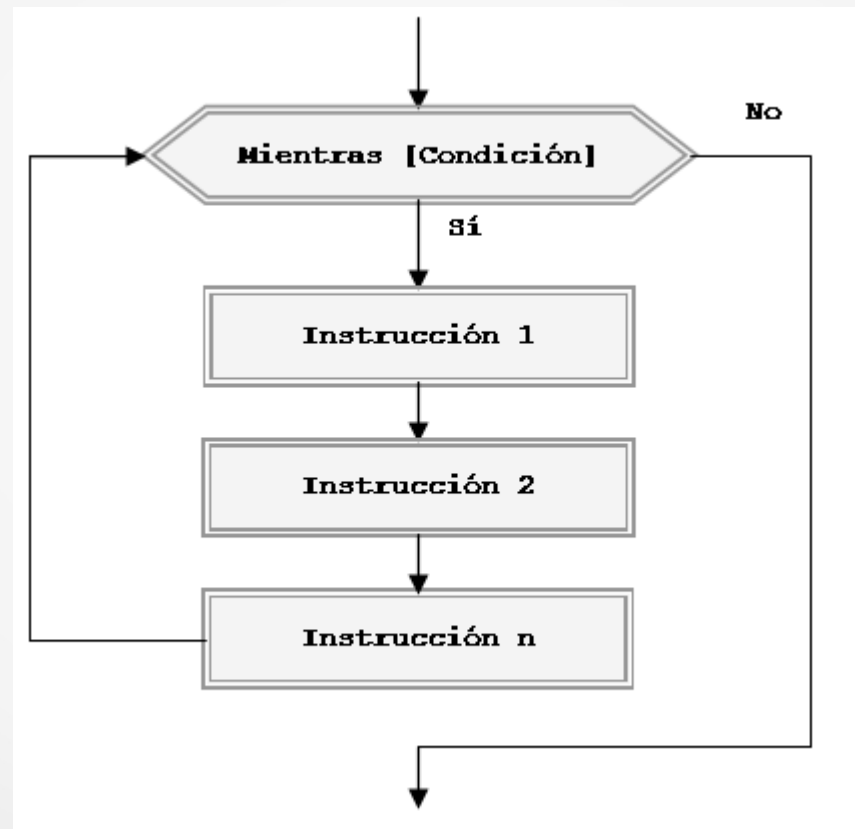 No
Mientras [Condición]
Sí
Instrucción 1
Instrucción 2
Instrucción n